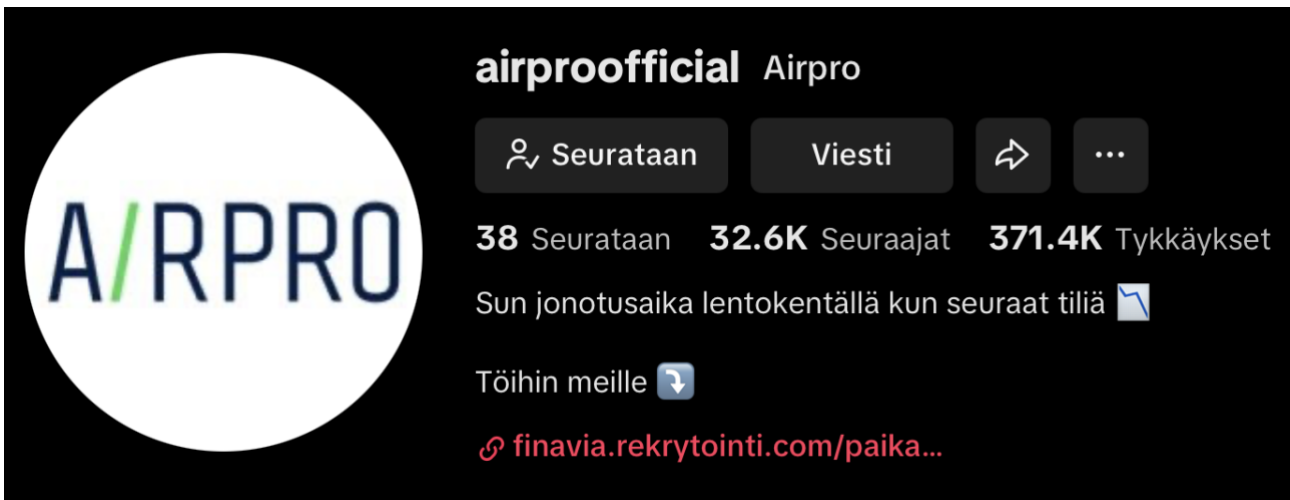 A/RPRO
airproofficial Airpro
Seurataan Viesti
38 Seurataan 32.6K Seuraajat 371.4K Tykkäykset
Sun jonotusaika lentokentällä kun seuraat tiliä 📉
Töihin meille ⤵️
finavia.rekrytointi.com/paika...